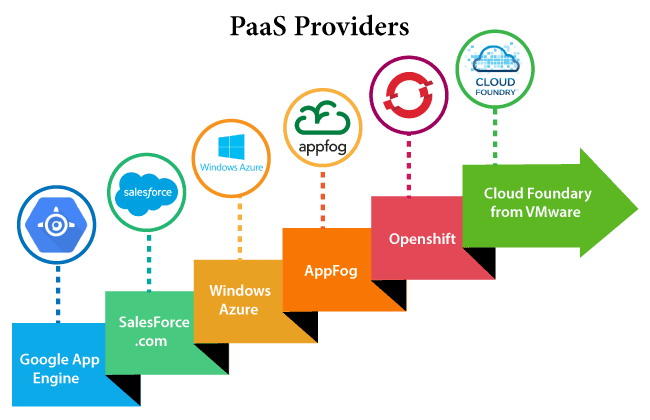 PaaS Providers
CLOUD
FOUNDRY
appfog
Windows Azure
salesforce
Cloud Foundary
from VMware
Openshift
AppFog
Windows
Azure
SalesForce
.com
Google App
Engine